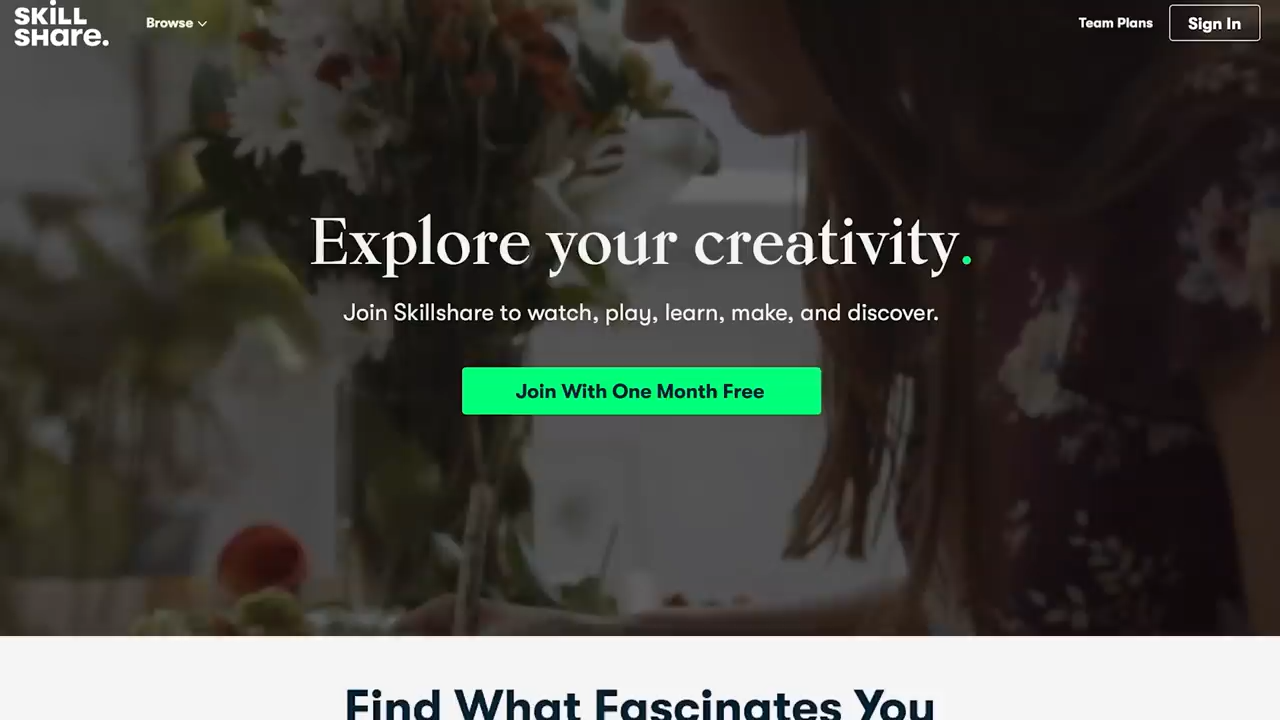 SKiLL
SHare.
Browse
Team Plans
Sign In
Explore your creativity.
Join Skillshare to watch, play, learn, make, and discover.
Join With One Month Free
Find What Fascinates You